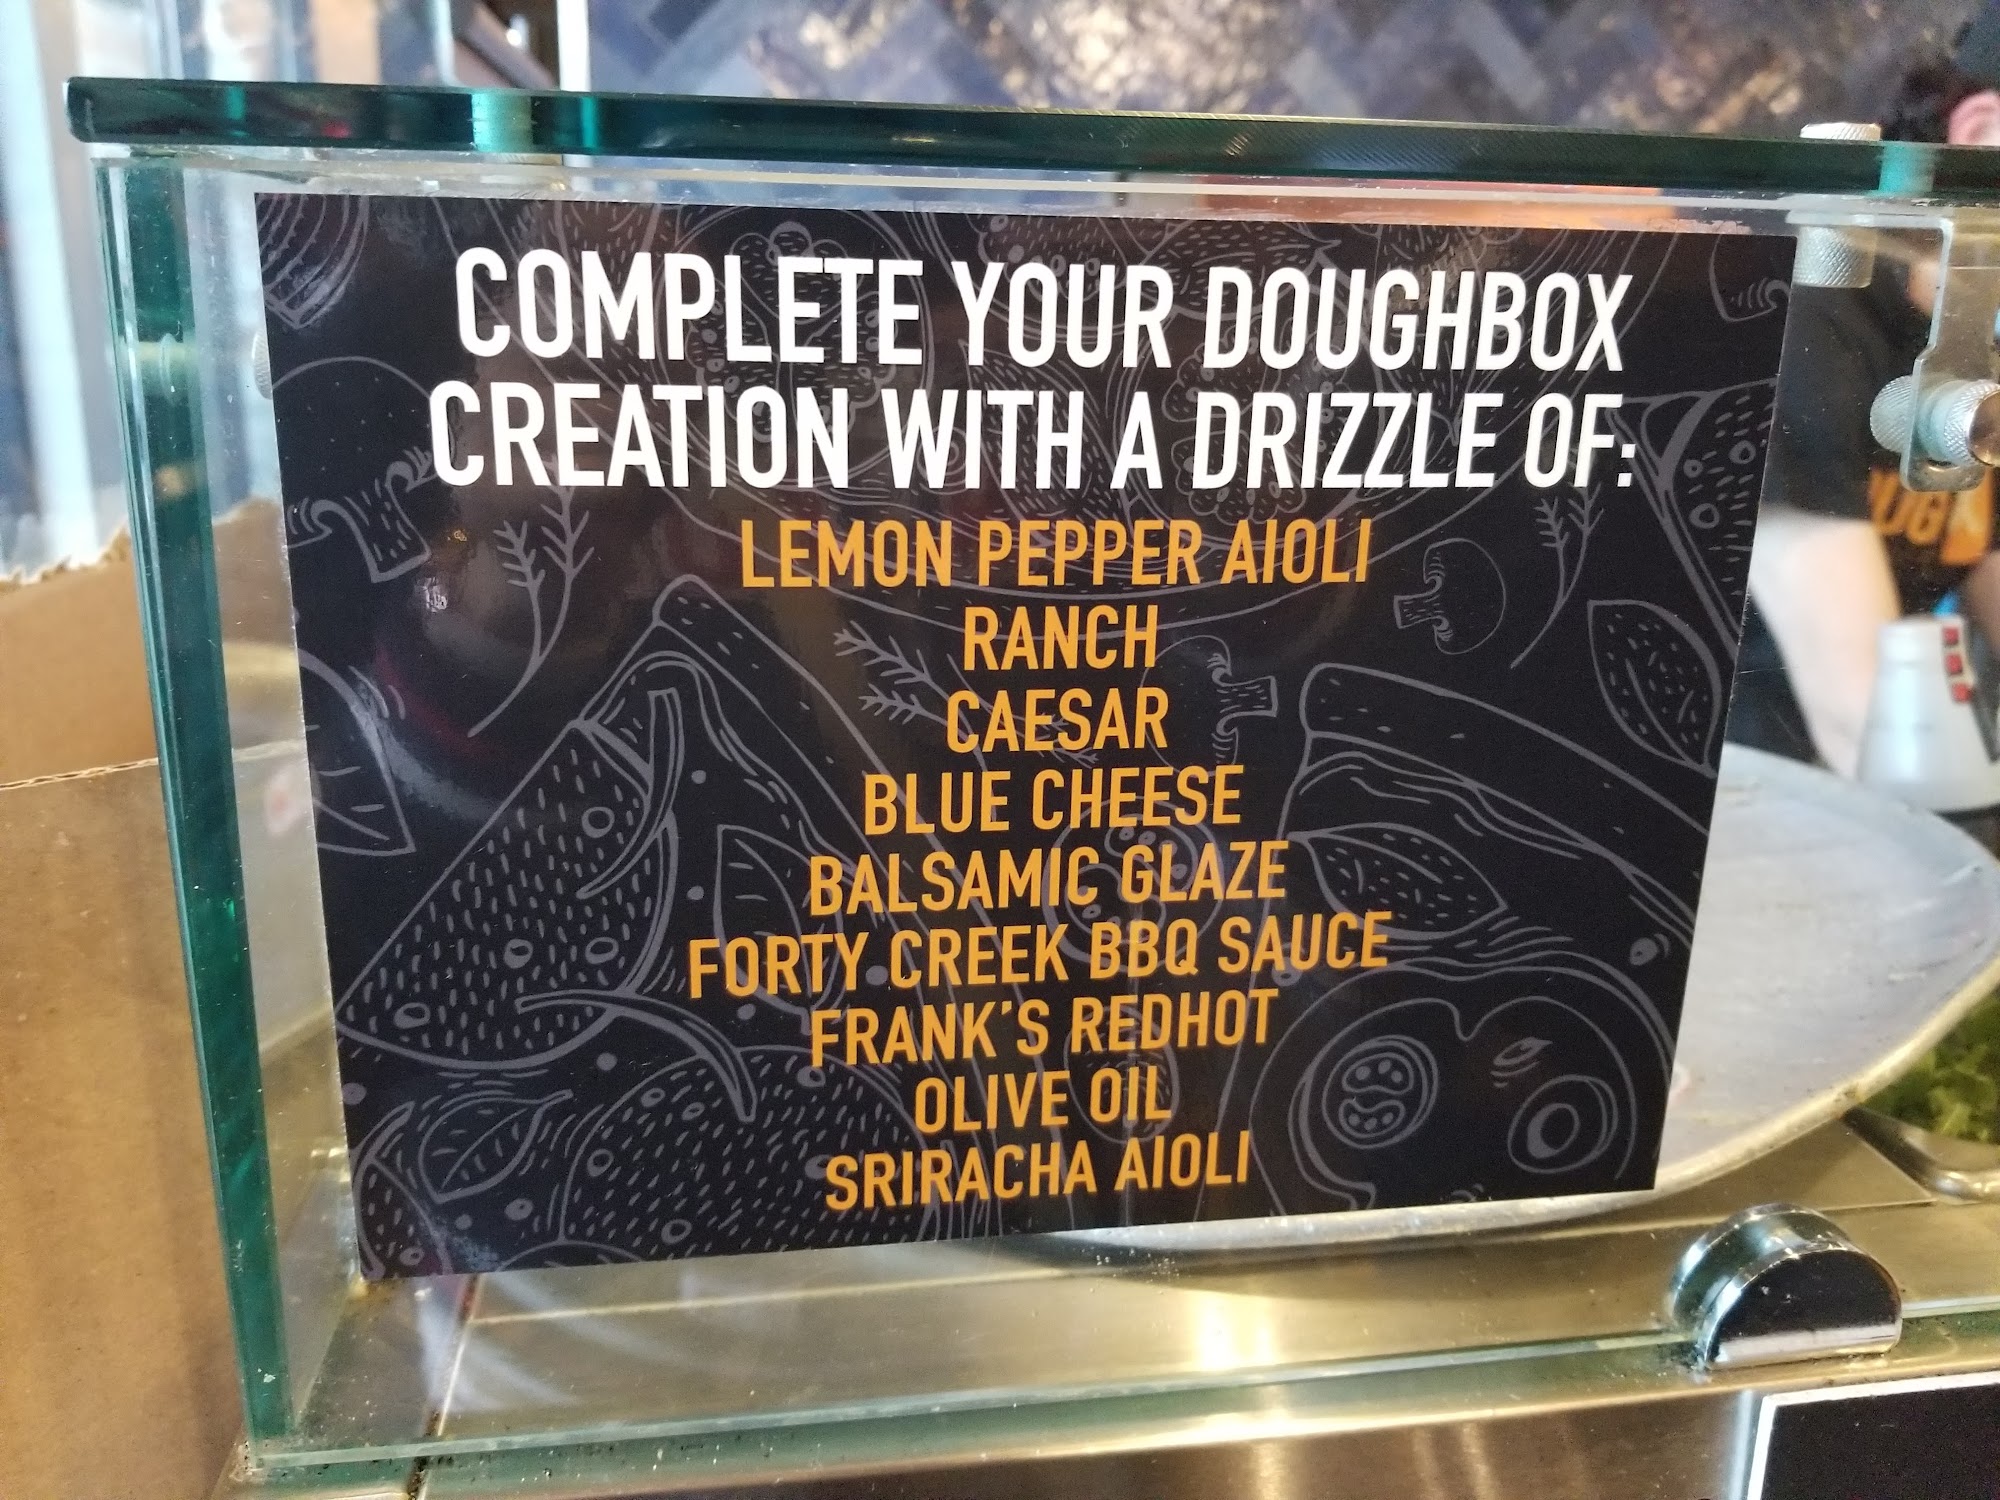 COMPLETE YOUR DOUGHBOX
CREATION WITH A DRIZZLE OF:
LEMON PEPPER AIOLI
RANCH
CAESAR
BLUE CHEESE
BALSAMIC GLAZE
FORTY CREEK BBQ SAUCE
FRANK'S REDHOT
OLIVE OIL
SRIRACHA AIOLI